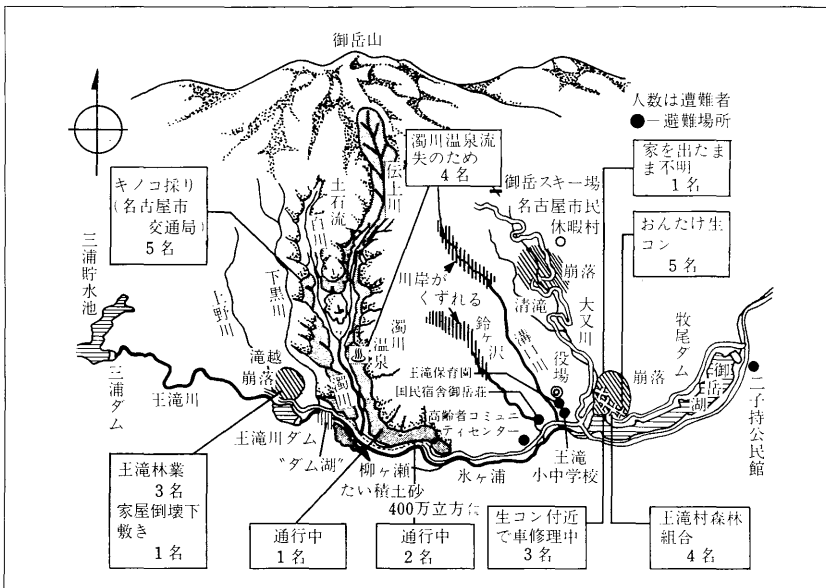 御岳山
人数は遭難者
●―避難場所
濁川温泉流
失のため
4名
家を出たま
ま不明
1名
キノコ採り
(名古屋市
交通局)
5名
おんたけ生
コン
5名
御岳スキー場
名古屋市民
休暇村
伝上川
土石流
白川
下黒川
上野川
三浦貯水池
三浦ダム
王滝川
滝越
崩落
王滝川ダム
"ダム湖"
濁川
濁川
温泉
川岸が
くずれる
鈴ヶ沢
溝口川
崩落
清滝
大又川
役場
王滝保育園
国民宿舎御岳荘
高齢者コミュニ
ティセンター
崩落
牧尾ダム
御岳湖
二子持公民館
王滝
小中学校
氷ヶ浦
柳ヶ瀬
たい積土砂
400万立方㍍
王滝林業
3名
家屋倒壊下
敷き
1名
通行中
1名
通行中
2名
生コン付近
で車修理中
3名
王滝村森林
組合
4名